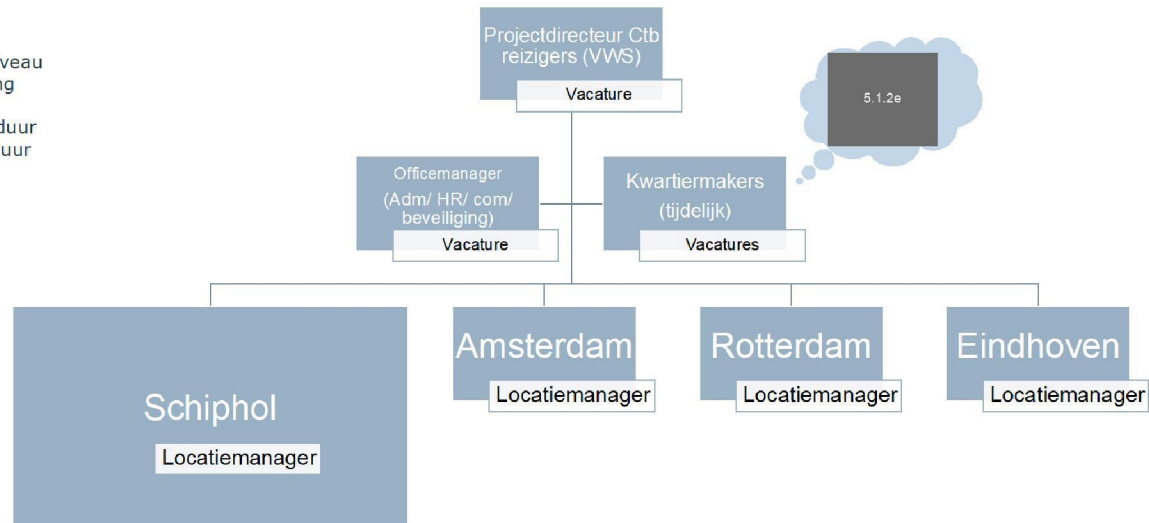 Projectdirecteur Ctb
reizigers (VWS)
Vacature
5.1.2e
Officemanager
(Adm/ HR/ com/
beveiliging)
Vacature
Kwartiermakers
(tijdelijk)
Vacatures
Schiphol
Locatiemanager
Amsterdam
Locatiemanager
Rotterdam
Locatiemanager
Eindhoven
Locatiemanager